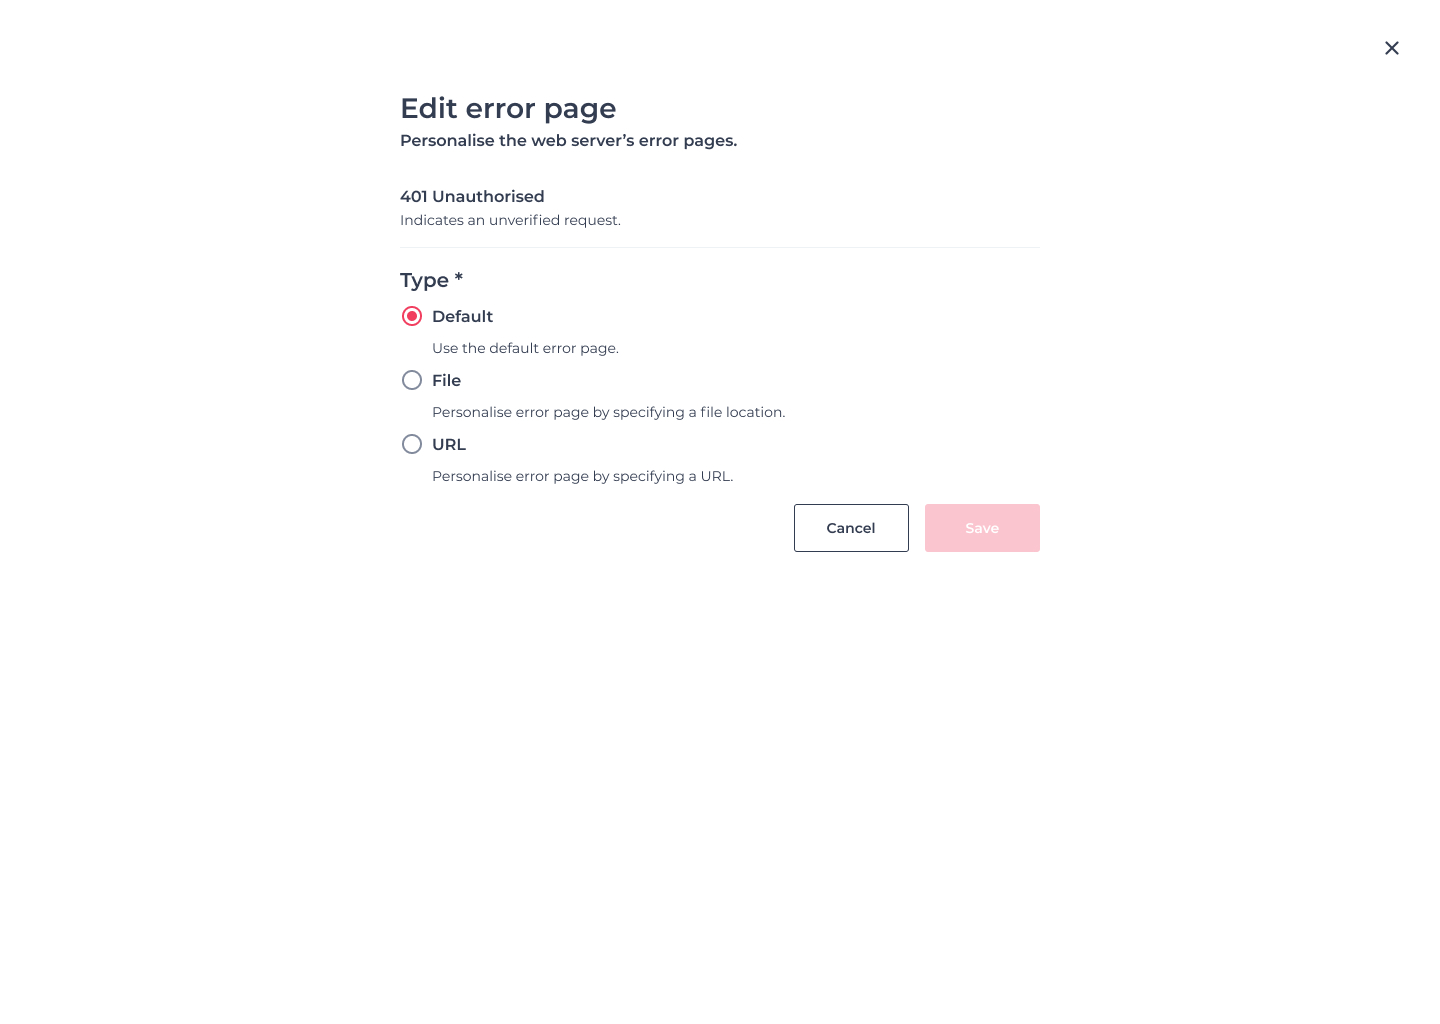 Edit error page
Personalise the web server’s error pages.
401 Unauthorised
Indicates an unverified request.
Type *
Default
Use the default error page.
File
Personalise error page by specifying a file location.
URL
Personalise error page by specifying a URL.
Cancel
Save